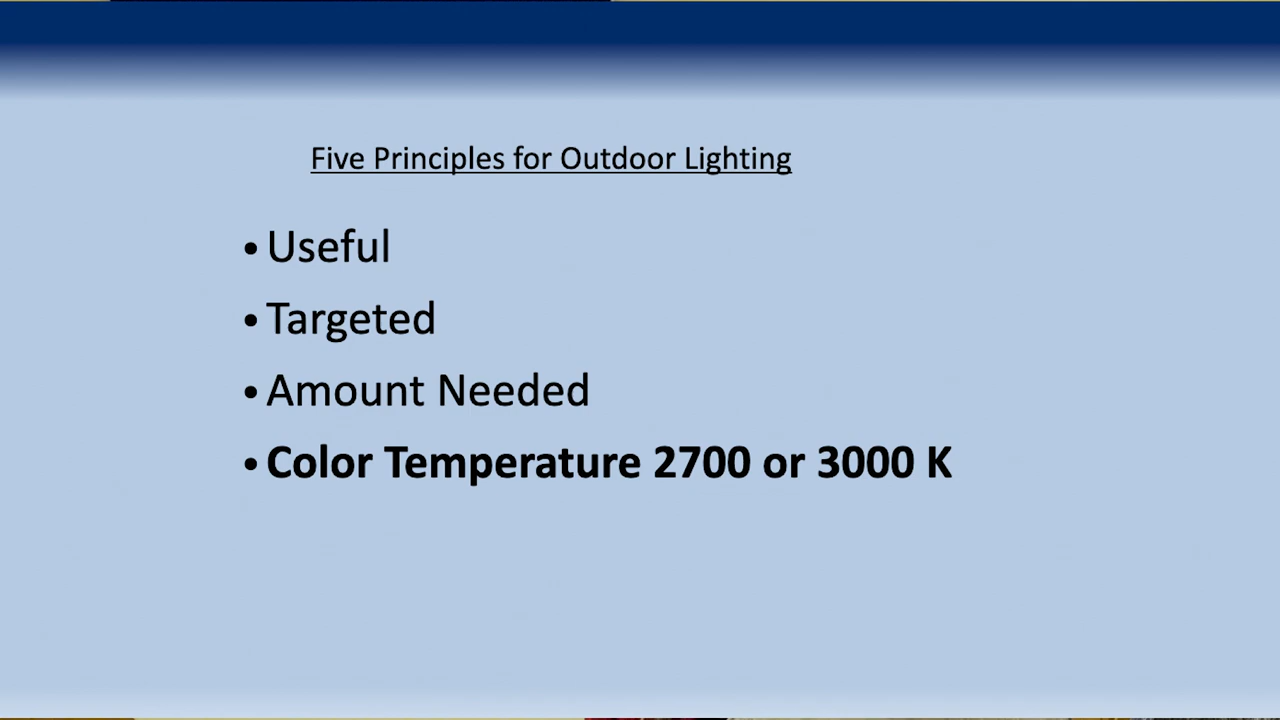 Five Principles for Outdoor Lighting
• Useful
• Targeted
• Amount Needed
• Color Temperature 2700 or 3000 K